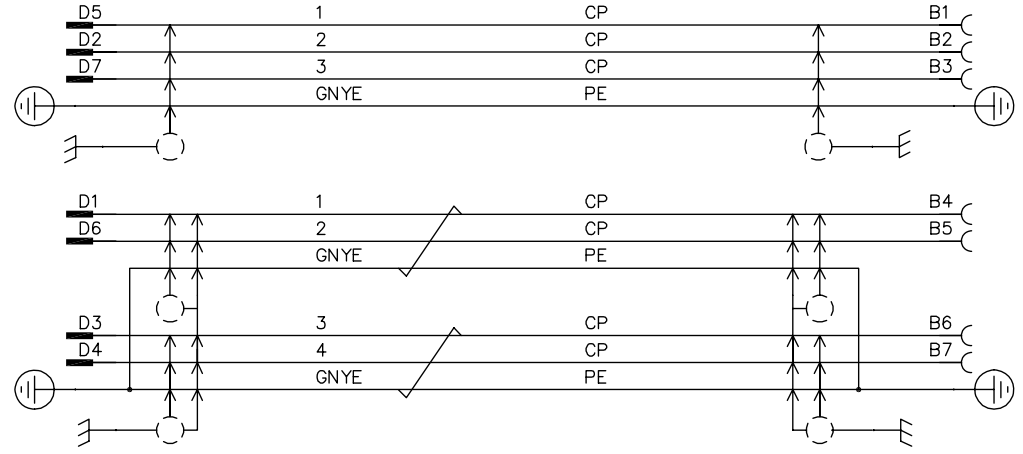 D5 1 CP B1
D2 2 CP B2
D7 3 CP B3
GNYE PE
D1 1 CP B4
D6 2 CP B5
GNYE PE
D3 3 CP B6
D4 4 CP B7
GNYE PE